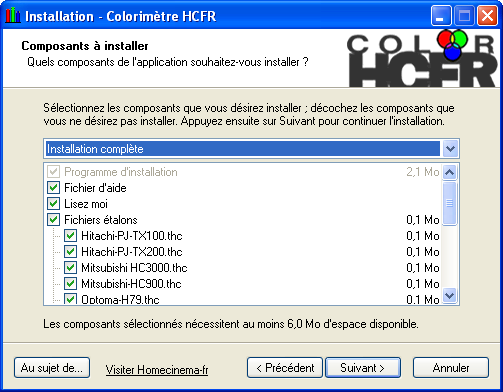 Installation - Colorimètre HCFR
Composants à installer
Quels composants de l'application souhaitez-vous installer ?
COLOR
HCFR
Sélectionnez les composants que vous désirez installer ; décochez les composants que
vous ne désirez pas installer. Appuyez ensuite sur Suivant pour continuer l'installation.
Installation complète
Programme d'installation 2,1 Mo
Fichier d'aide
Lisez moi
Fichiers étalons 0,1 Mo
Hitachi-PJ-TX100.thc 0,1 Mo
Hitachi-PJ-TX200.thc 0,1 Mo
Mitsubishi HC3000.thc 0,1 Mo
Mitsubishi-HC900.thc 0,1 Mo
Optoma-H79.thc 0,1 Mo
Les composants sélectionnés nécessitent au moins 6,0 Mo d'espace disponible.
Au sujet de... Visiter Homecinema-fr < Précédent Suivant > Annuler